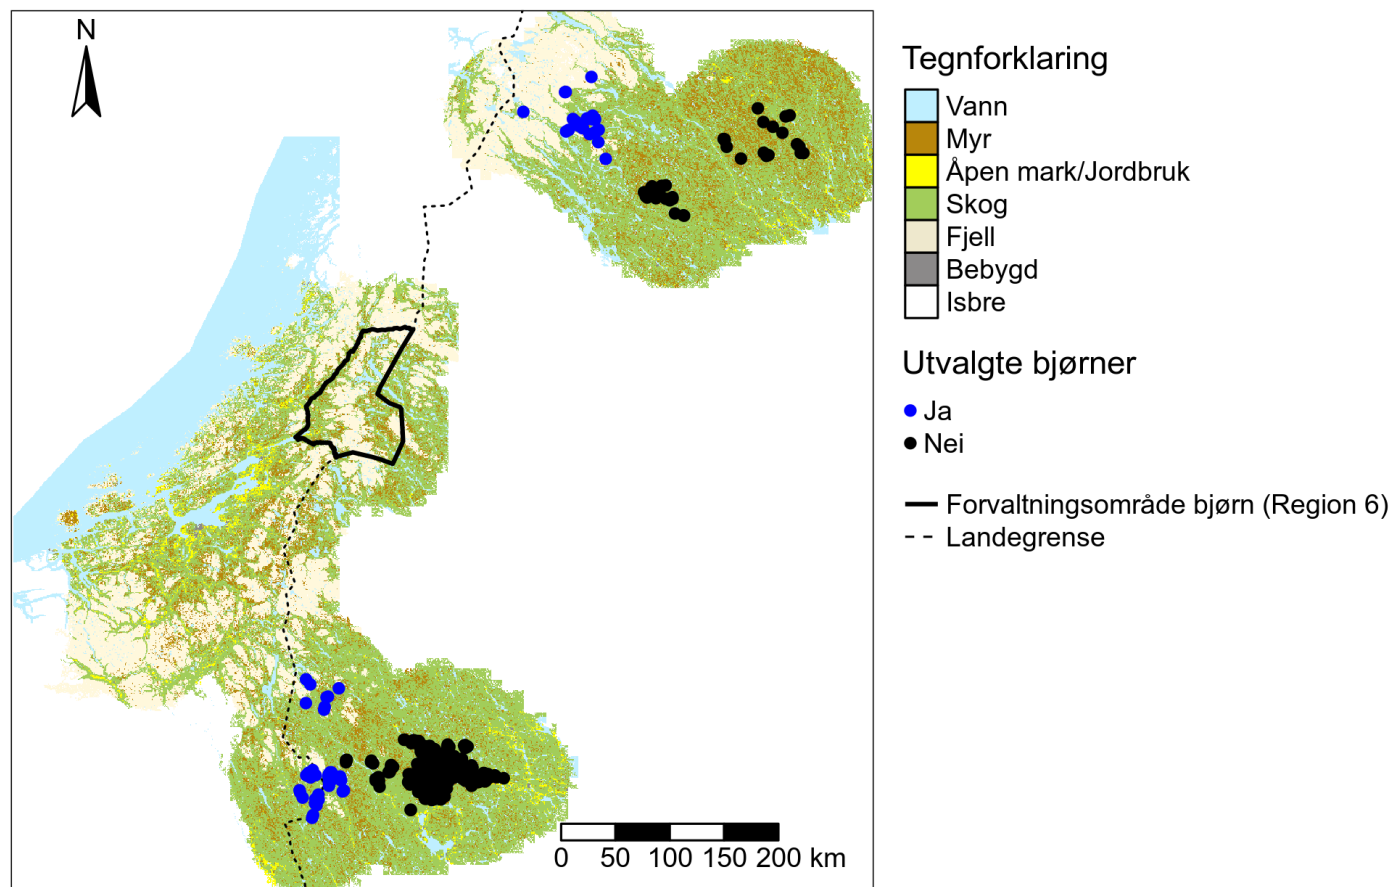 N
Tegnforklaring
Vann
Myr
Åpen mark/Jordbruk
Skog
Fjell
Bebygd
Isbre
Utvalgte bjørner
Ja
Nei
Forvaltningsområde bjørn (Region 6)
Landegrense
0 50 100 150 200 km